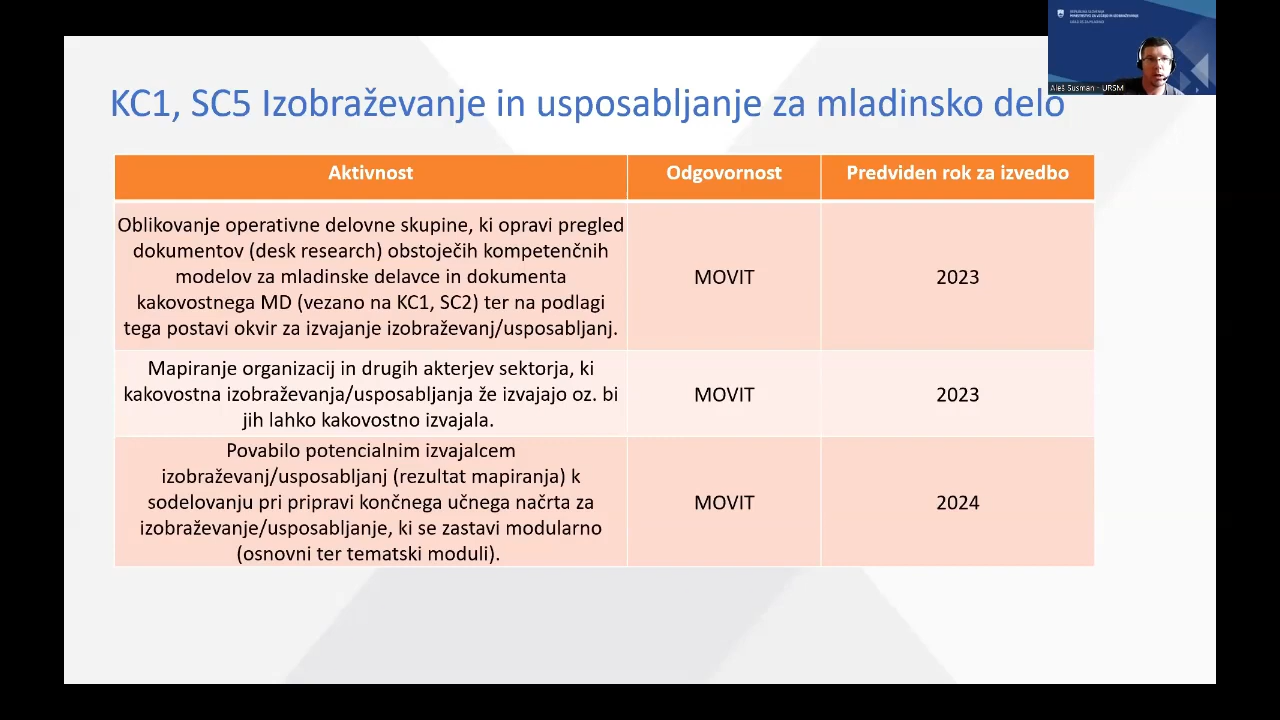 REPUBLIKA SLOVENIJA
Aleš Susman - URSM
KC1, SC5 Izobraževanje in usposabljanje za mladinsko delo
Aktivnost
Odgovornost
Predviden rok za izvedbo
Oblikovanje operativne delovne skupine, ki opravi pregled
dokumentov (desk research) obstoječih kompetenčnih
modelov za mladinske delavce in dokumenta
kakovostnega MD (vezano na KC1, SC2) ter na podlagi
tega postavi okvir za izvajanje izobraževanj/usposabljanj.
MOVIT
2023
Mapiranje organizacij in drugih akterjev sektorja, ki
kakovostna izobraževanja/usposabljanja že izvajajo oz. bi
jih lahko kakovostno izvajala.
MOVIT
2023
Povabilo potencialnim izvajalcem
izobraževanj/usposabljanj (rezultat mapiranja) k
sodelovanju pri pripravi končnega učnega načrta za
izobraževanje/usposabljanje, ki se zastavi modularno
(osnovni ter tematski moduli).
MOVIT
2024